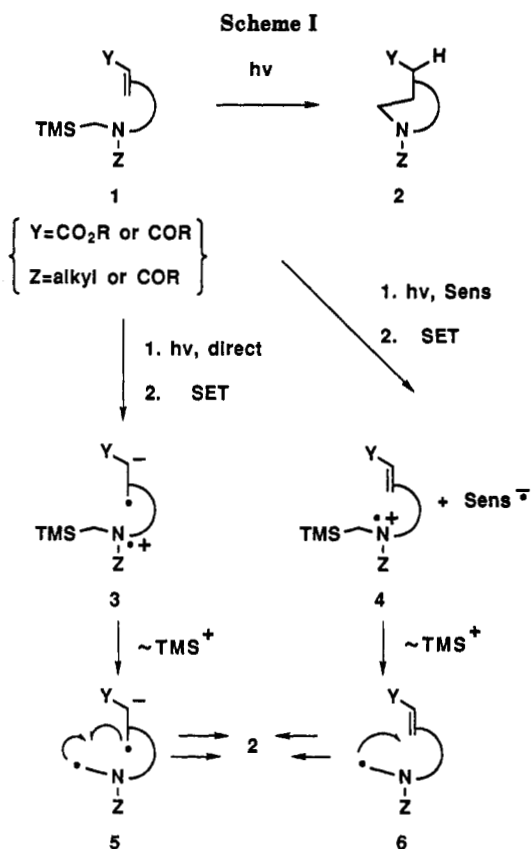 Scheme I
Y
hν
Y H
TMS N
N
Z
Z
1
2
Y=CO₂R or COR
Z=alkyl or COR
1. hν, Sens
2. SET
1. hν, direct
2. SET
Y −
Y
TMS N •+
TMS N •+ + Sens •−
Z
Z
3
4
~TMS⁺
~TMS⁺
Y −
Y
2
N
N
Z
Z
5
6